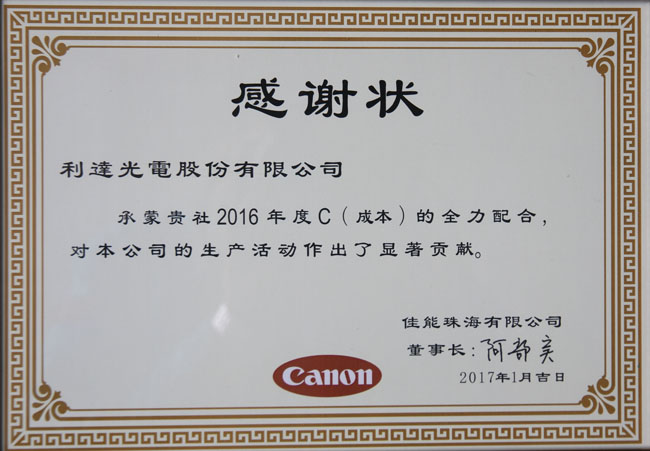 感谢状
利達光電股份有限公司
承蒙贵社2016年度C（成本）的全力配合，
对本公司的生产活动作出了显著贡献。
佳能珠海有限公司
董事长：阿部
Canon
2017年1月吉日